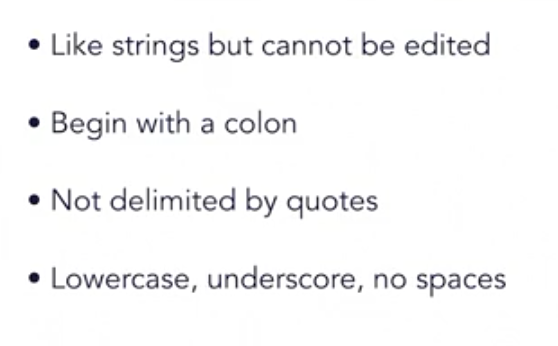 • Like strings but cannot be edited
• Begin with a colon
• Not delimited by quotes
• Lowercase, underscore, no spaces